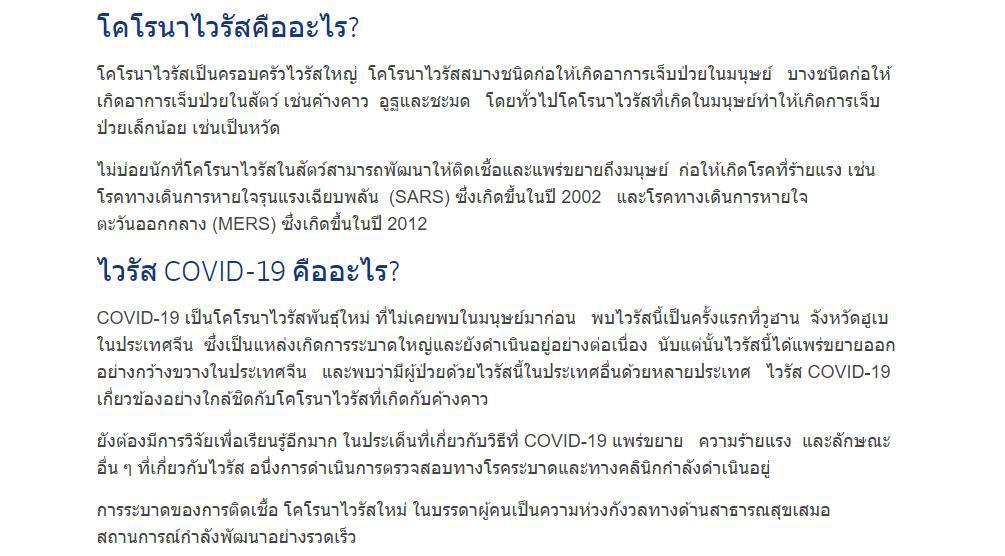 โคโรนาไวรัสคืออะไร?
โคโรนาไวรัสเป็นครอบครัวไวรัสใหญ่ โคโรนาไวรัสสบางชนิดก่อให้เกิดอาการเจ็บป่วยในมนุษย์ บางชนิดก่อให้
เกิดอาการเจ็บป่วยในสัตว์ เช่นค้างคาว อูฐและชะมด โดยทั่วไปโคโรนาไวรัสที่เกิดในมนุษย์ทำให้เกิดการเจ็บ
ป่วยเล็กน้อย เช่นเป็นหวัด
ไม่บ่อยนักที่โคโรนาไวรัสในสัตว์สามารถพัฒนาให้ติดเชื้อและแพร่ขยายถึงมนุษย์ ก่อให้เกิดโรคที่ร้ายแรง เช่น
โรคทางเดินการหายใจรุนแรงเฉียบพลัน (SARS) ซึ่งเกิดขึ้นในปี 2002 และโรคทางเดินการหายใจ
ตะวันออกกลาง (MERS) ซึ่งเกิดขึ้นในปี 2012
ไวรัส COVID-19 คืออะไร?
COVID-19 เป็นโคโรนาไวรัสพันธุ์ใหม่ ที่ไม่เคยพบในมนุษย์มาก่อน พบไวรัสนี้เป็นครั้งแรกที่วูฮาน จังหวัดฮูเบ
ในประเทศจีน ซึ่งเป็นแหล่งเกิดการระบาดใหญ่และยังดำเนินอยู่อย่างต่อเนื่อง นับแต่นั้นไวรัสนี้ได้แพร่ขยายออก
อย่างกว้างขวางในประเทศจีน และพบว่ามีผู้ป่วยด้วยไวรัสนี้ในประเทศอื่นด้วยหลายประเทศ ไวรัส COVID-19
เกี่ยวข้องอย่างใกล้ชิดกับโคโรนาไวรัสที่เกิดกับค้างคาว
ยังต้องมีการวิจัยเพื่อเรียนรู้อีกมาก ในประเด็นที่เกี่ยวกับวิธีที่ COVID-19 แพร่ขยาย ความร้ายแรง และลักษณะ
อื่น ๆ ที่เกี่ยวกับไวรัส อนึ่งการดำเนินการตรวจสอบทางโรคระบาดและทางคลินิกกำลังดำเนินอยู่
การระบาดของการติดเชื้อ โคโรนาไวรัสใหม่ ในบรรดาผู้คนเป็นความห่วงกังวลทางด้านสาธารณสุขเสมอ
สถานการณ์กำลังพัฒนาอย่างรวดเร็ว